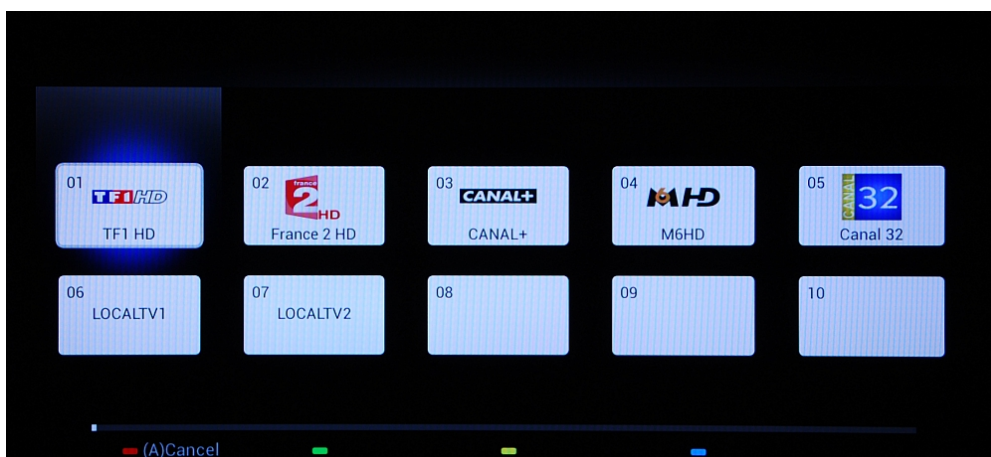 01
TF1 HD
TF1 HD
02
france
2
HD
France 2 HD
03
CANAL+
CANAL+
04
M6 HD
M6HD
05
CANAL
32
Canal 32
06
LOCALTV1
07
LOCALTV2
08
09
10
(A)Cancel